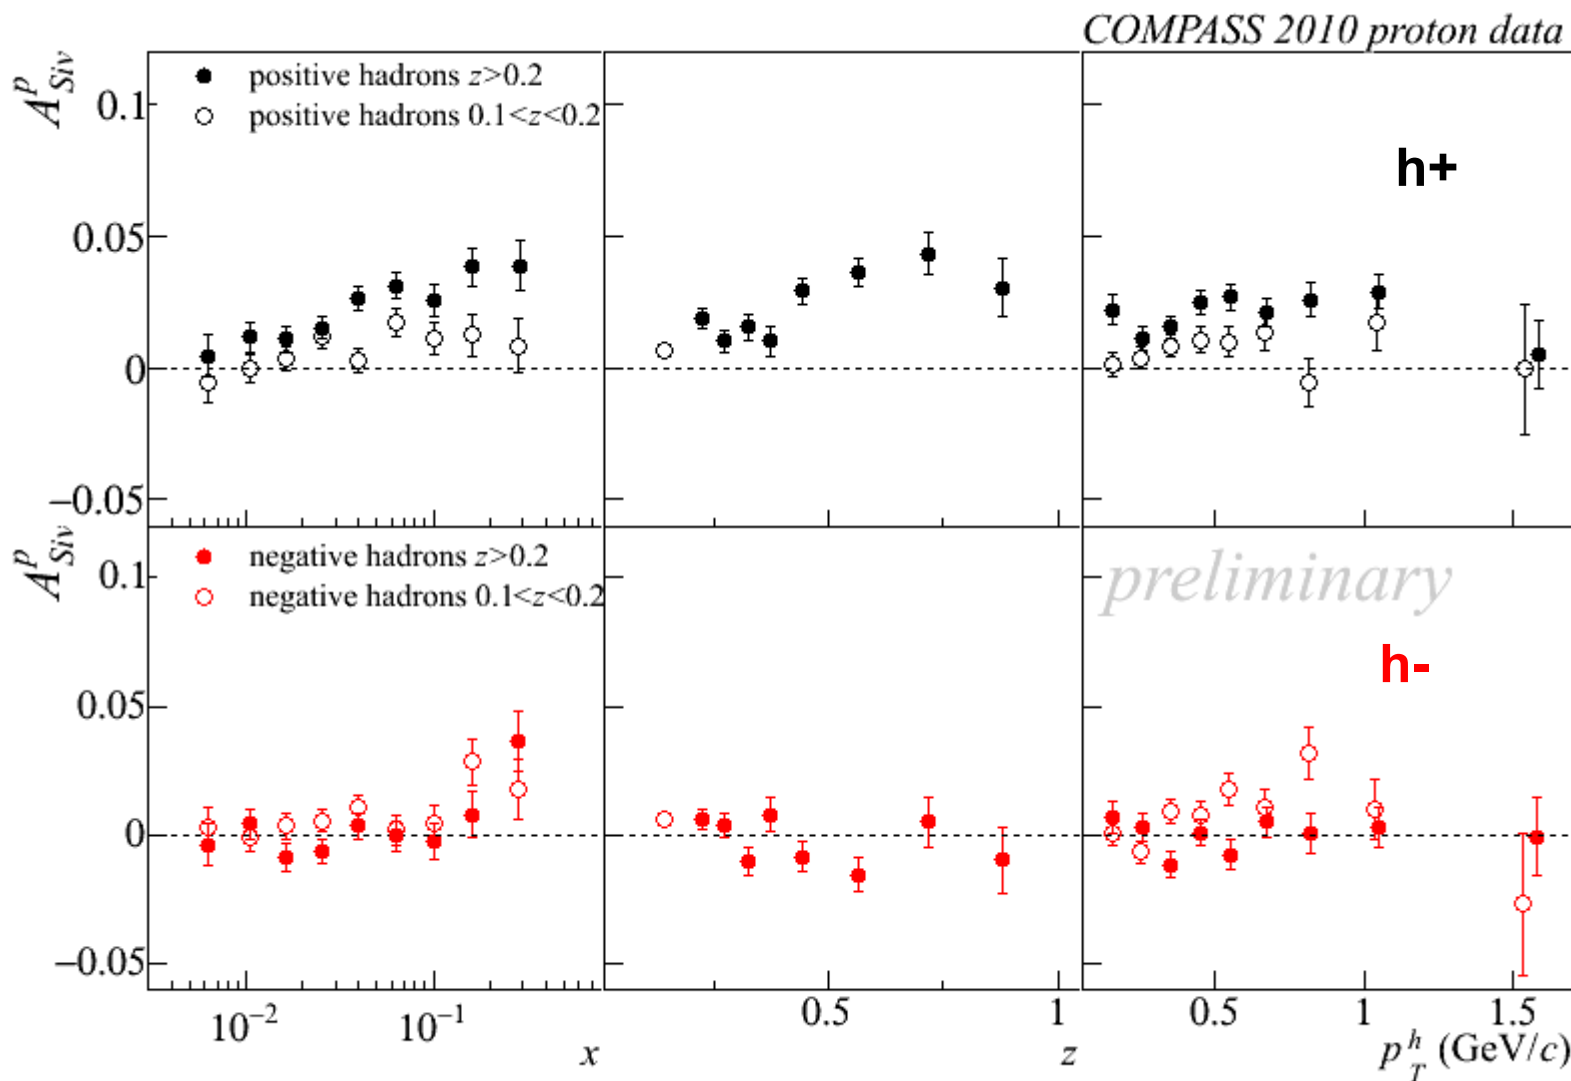 COMPASS 2010 proton data
A^p_Siv
positive hadrons z>0.2
positive hadrons 0.1<z<0.2
h+
0.1
0.05
0
−0.05
A^p_Siv
negative hadrons z>0.2
negative hadrons 0.1<z<0.2
preliminary
h-
0.1
0.05
0
−0.05
10^−2 10^−1 0.5 1 0.5 1 1.5
x z p^h_T (GeV/c)